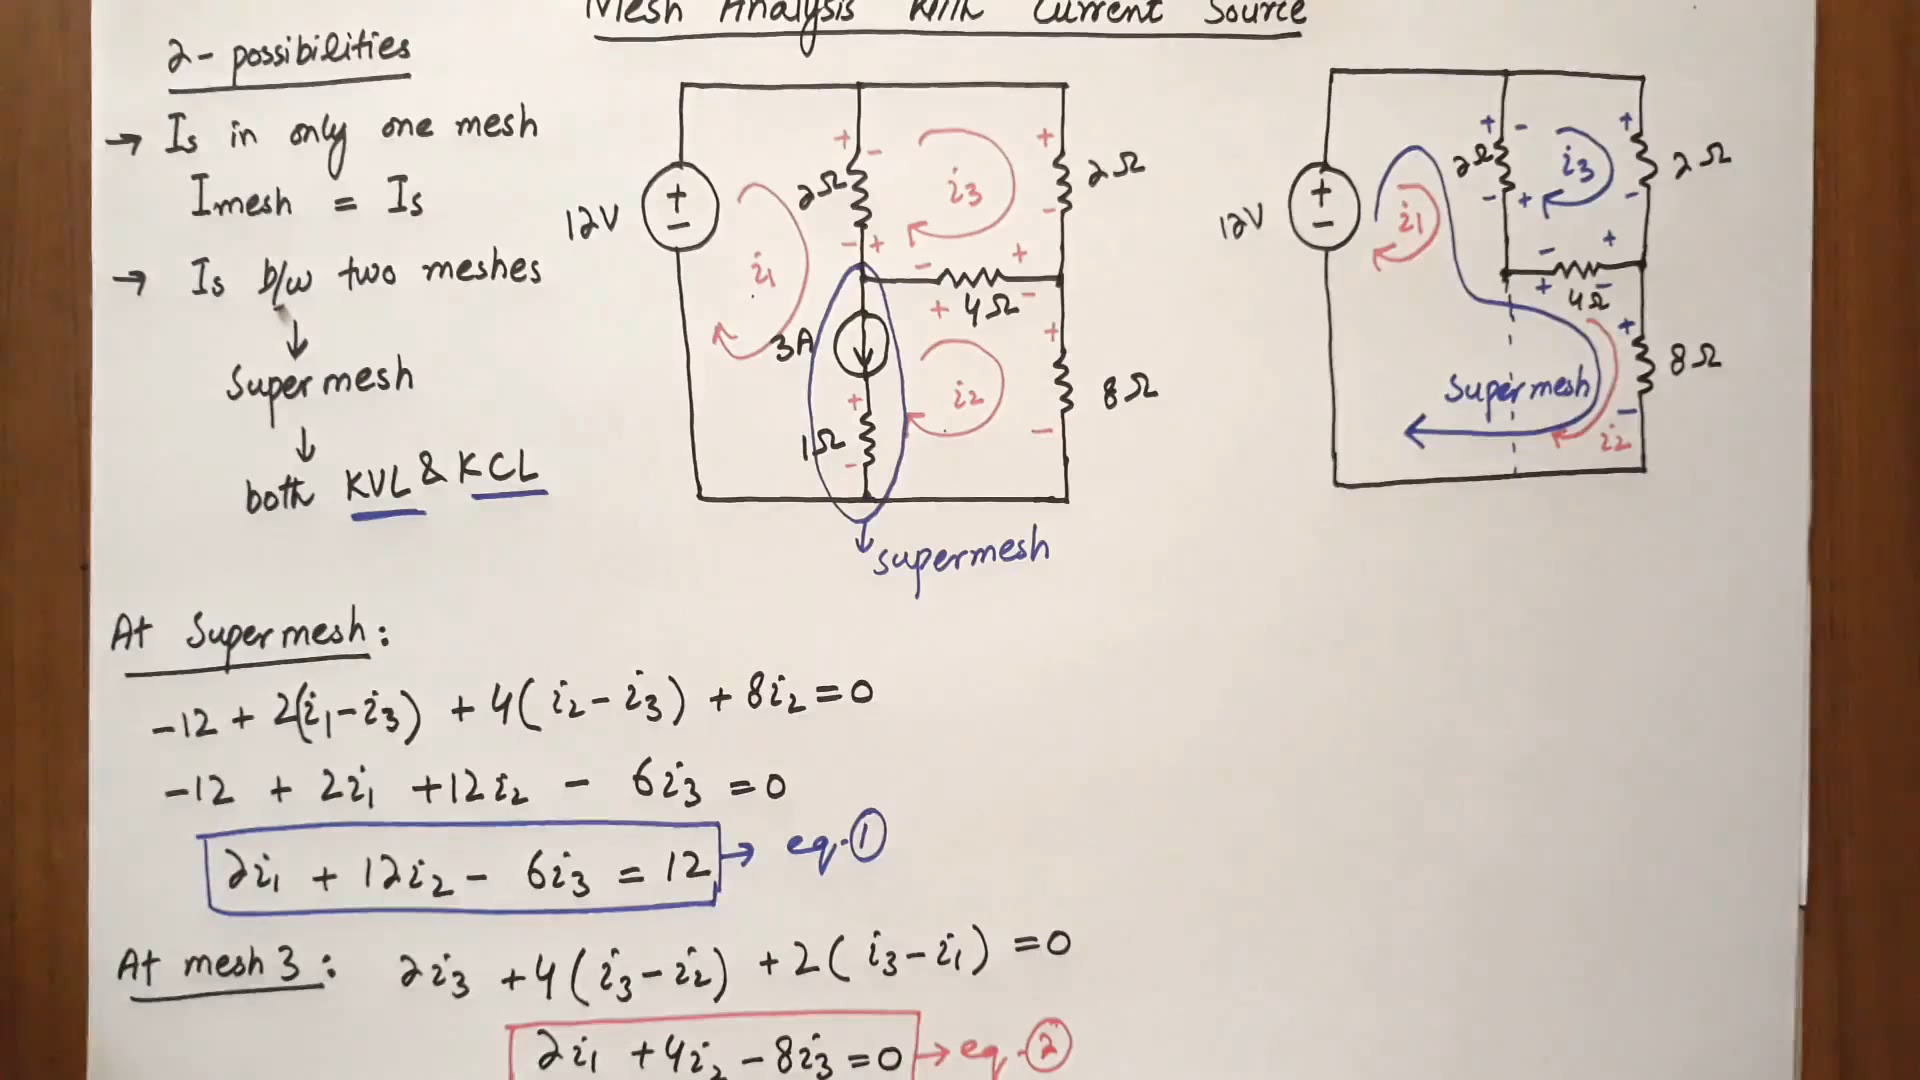 Mesh Analysis with Current Source
2- possibilities
→ Is in only one mesh
Imesh = Is
→ Is b/w two meshes
↓
Supermesh
↓
both KVL & KCL
12V
+
−
i₁
2Ω
+ −
− +
i₃
+
−
2Ω
− +
4Ω
+ −
3A
+
−
1Ω
i₂
+
−
8Ω
supermesh
12V
+
−
i₁
+ −
2Ω
− +
i₃
+
−
2Ω
− +
+ −
4Ω
+
−
8Ω
Supermesh
i₂
At Supermesh:
-12 + 2(i₁-i₃) + 4(i₂-i₃) + 8i₂=0
-12 + 2i₁ +12i₂ - 6i₃ =0
2i₁ + 12i₂ - 6i₃ = 12 → eq.①
At mesh 3: 2i₃ +4(i₃-i₂) +2(i₃-i₁) =0
2i₁ +4i₂ -8i₃ =0 → eq.②